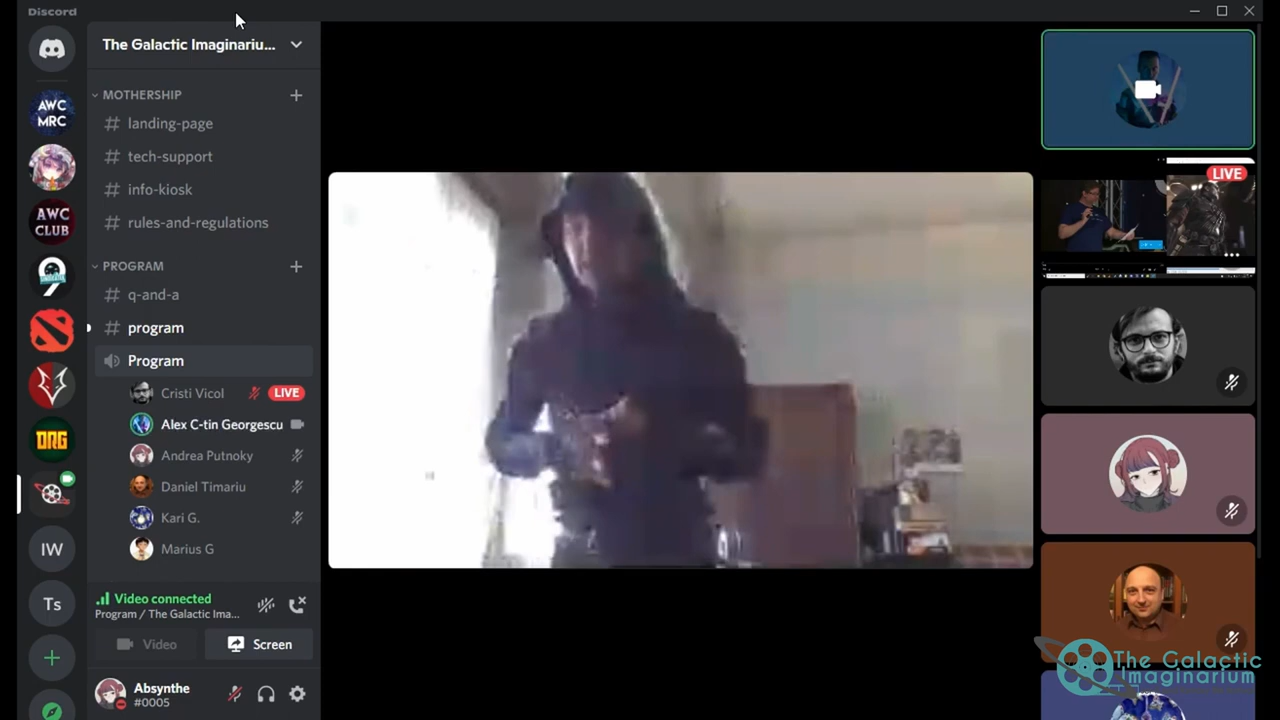 Discord
The Galactic Imaginariu...
MOTHERSHIP
landing-page
tech-support
info-kiosk
rules-and-regulations
PROGRAM
q-and-a
program
Program
Cristi Vicol LIVE
Alex C-tin Georgescu
Andrea Putnoky
Daniel Timariu
Kari G.
Marius G
Video connected
Program / The Galactic Ima...
Video Screen
Absynthe
#0005
AWC
MRC
AWC
CLUB
DRG
IW
Ts
LIVE
The Galactic
Imaginarium